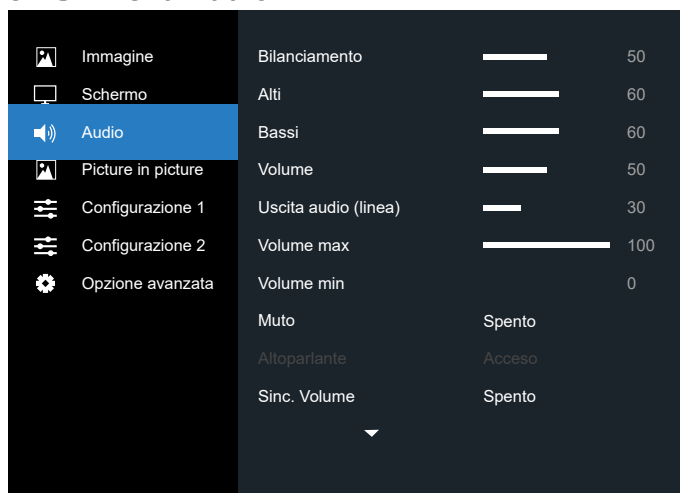 Immagine
Schermo
Audio
Picture in picture
Configurazione 1
Configurazione 2
Opzione avanzata
Bilanciamento 50
Alti 60
Bassi 60
Volume 50
Uscita audio (linea) 30
Volume max 100
Volume min 0
Muto Spento
Altoparlante Acceso
Sinc. Volume Spento